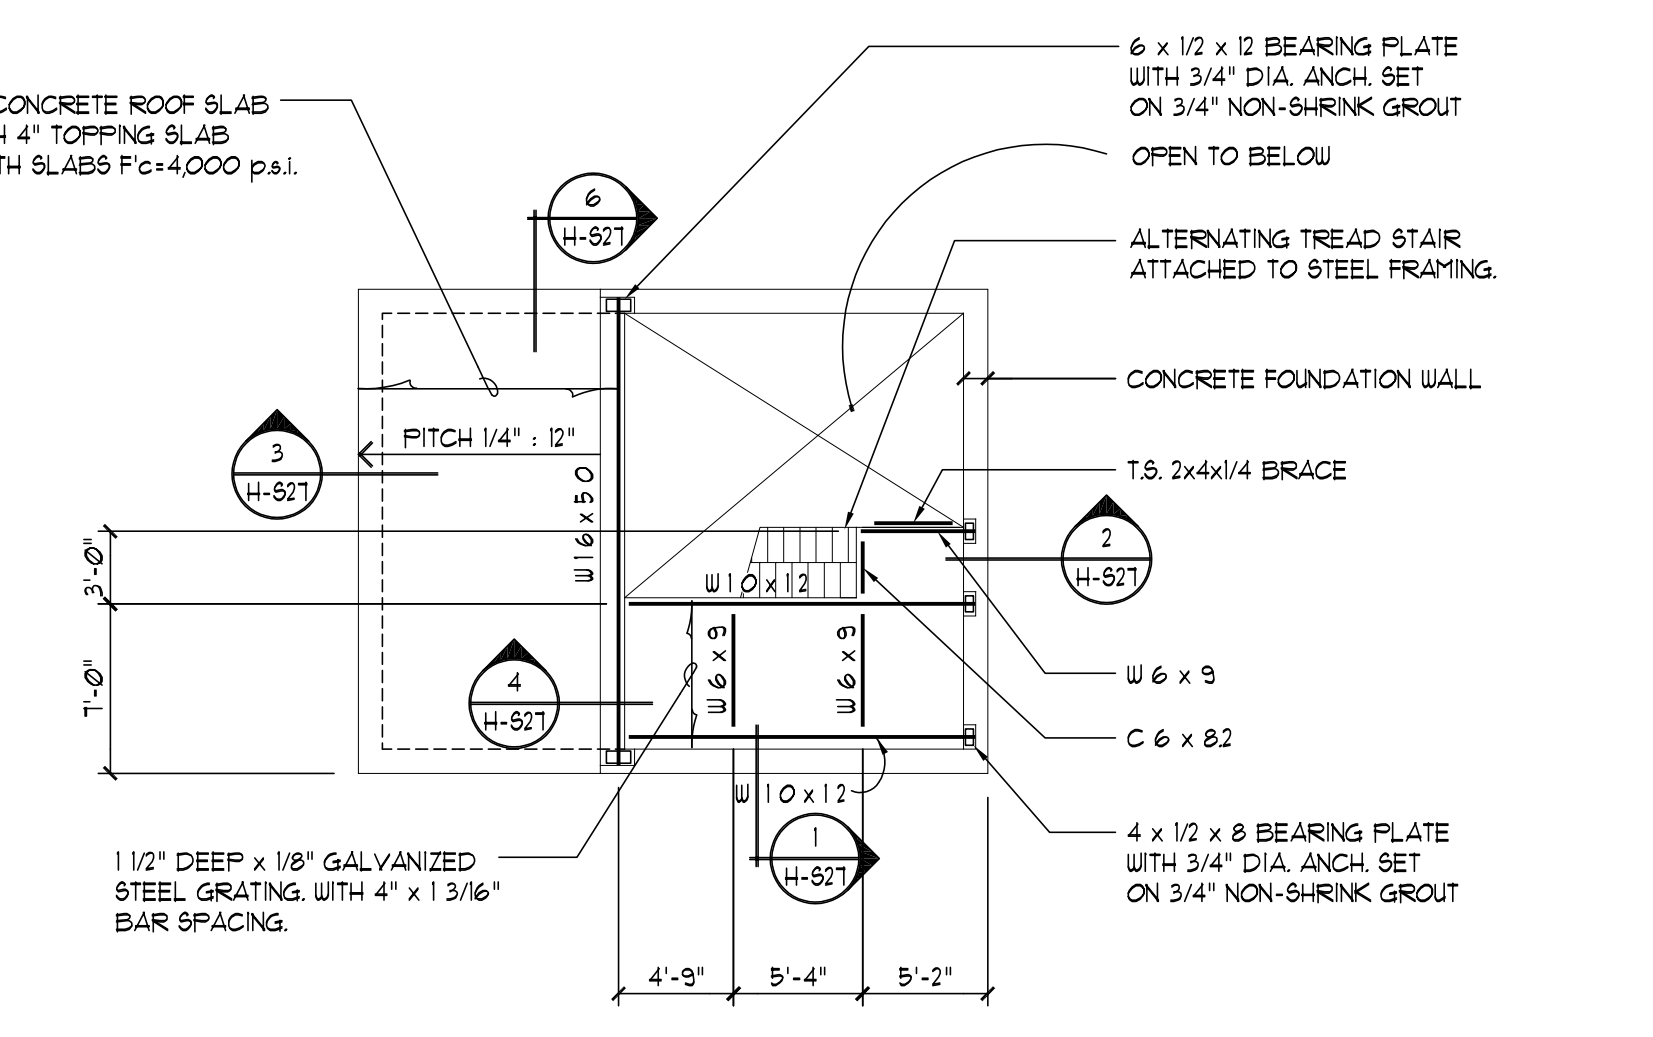 6 x 1/2 x 12 BEARING PLATE
WITH 3/4" DIA. ANCH. SET
ON 3/4" NON-SHRINK GROUT
CONCRETE ROOF SLAB
4" TOPPING SLAB
SLABS F'c=4,000 p.s.i.
OPEN TO BELOW
6
H-S27
ALTERNATING TREAD STAIR
ATTACHED TO STEEL FRAMING.
CONCRETE FOUNDATION WALL
PITCH 1/4" : 12"
3
H-S27
T.S. 2x4x1/4 BRACE
W16x50
2
H-S27
3'-0"
W10x12
W6x9
W6x9
W 6 x 9
7'-0"
4
H-S27
C 6 x 8.2
W 10x12
1
H-S27
4 x 1/2 x 8 BEARING PLATE
WITH 3/4" DIA. ANCH. SET
ON 3/4" NON-SHRINK GROUT
1 1/2" DEEP x 1/8" GALVANIZED
STEEL GRATING. WITH 4" x 1 3/16"
BAR SPACING.
4'-9"
5'-4"
5'-2"